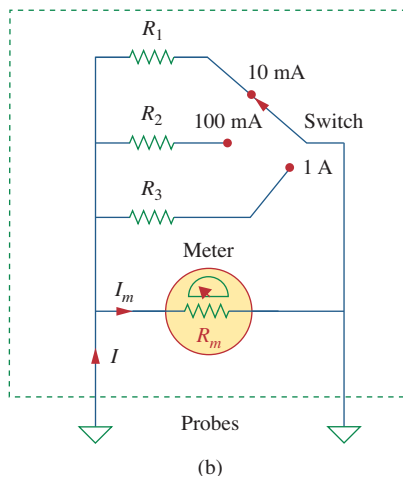 R1
10 mA
Switch
R2
100 mA
1 A
R3
Meter
Im
Rm
I
Probes
(b)